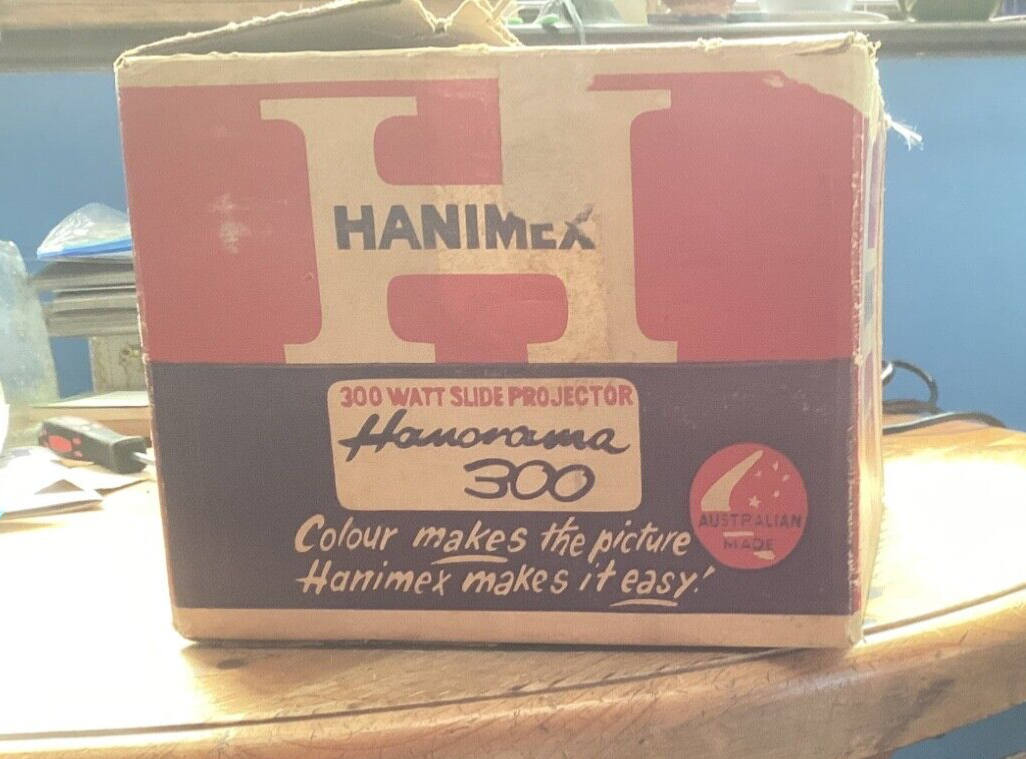 H
HANIMEX
300 WATT SLIDE PROJECTOR
Hanorama
300
AUSTRALIAN
MADE
Colour makes the picture
Hanimex makes it easy!